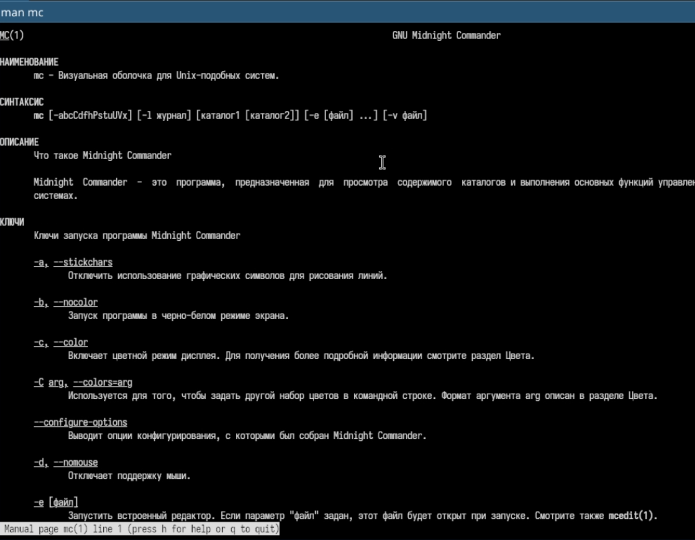 man mc
MC(1) GNU Midnight Commander
НАИМЕНОВАНИЕ
mc - Визуальная оболочка для Unix-подобных систем.
СИНТАКСИС
mc [-abcCdfhPstuUVx] [-l журнал] [каталог1 [каталог2]] [-e [файл] ...] [-v файл]
ОПИСАНИЕ
Что такое Midnight Commander
Midnight Commander - это программа, предназначенная для просмотра содержимого каталогов и выполнения основных функций управлен
системах.
КЛЮЧИ
Ключи запуска программы Midnight Commander
-a, --stickchars
Отключить использование графических символов для рисования линий.
-b, --nocolor
Запуск программы в черно-белом режиме экрана.
-c, --color
Включает цветной режим дисплея. Для получения более подробной информации смотрите раздел Цвета.
-C arg, --colors=arg
Используется для того, чтобы задать другой набор цветов в командной строке. Формат аргумента arg описан в разделе Цвета.
--configure-options
Выводит опции конфигурирования, с которыми был собран Midnight Commander.
-d, --nomouse
Отключает поддержку мыши.
-e [файл]
Запустить встроенный редактор. Если параметр "файл" задан, этот файл будет открыт при запуске. Смотрите также mcedit(1).
Manual page mc(1) line 1 (press h for help or q to quit)